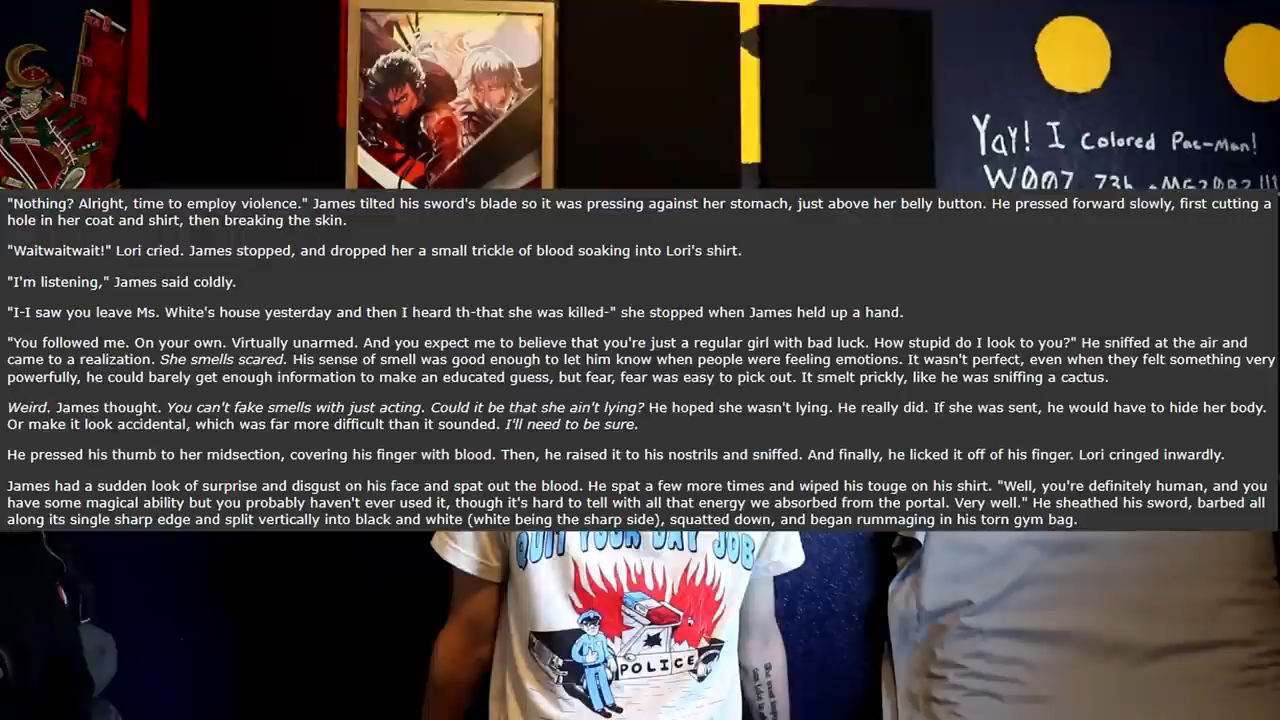 Yay! I Colored Pac-Man!
W007
"Nothing? Alright, time to employ violence." James tilted his sword's blade so it was pressing against her stomach, just above her belly button. He pressed forward slowly, first cutting a
hole in her coat and shirt, then breaking the skin.
"Waitwaitwait!" Lori cried. James stopped, and dropped her a small trickle of blood soaking into Lori's shirt.
"I'm listening," James said coldly.
"I-I saw you leave Ms. White's house yesterday and then I heard th-that she was killed-" she stopped when James held up a hand.
"You followed me. On your own. Virtually unarmed. And you expect me to believe that you're just a regular girl with bad luck. How stupid do I look to you?" He sniffed at the air and
came to a realization. She smells scared. His sense of smell was good enough to let him know when people were feeling emotions. It wasn't perfect, even when they felt something very
powerfully, he could barely get enough information to make an educated guess, but fear, fear was easy to pick out. It smelt prickly, like he was sniffing a cactus.
Weird. James thought. You can't fake smells with just acting. Could it be that she ain't lying? He hoped she wasn't lying. He really did. If she was sent, he would have to hide her body.
Or make it look accidental, which was far more difficult than it sounded. I'll need to be sure.
He pressed his thumb to her midsection, covering his finger with blood. Then, he raised it to his nostrils and sniffed. And finally, he licked it off of his finger. Lori cringed inwardly.
James had a sudden look of surprise and disgust on his face and spat out the blood. He spat a few more times and wiped his touge on his shirt. "Well, you're definitely human, and you
have some magical ability but you probably haven't ever used it, though it's hard to tell with all that energy we absorbed from the portal. Very well." He sheathed his sword, barbed all
along its single sharp edge and split vertically into black and white (white being the sharp side), squatted down, and began rummaging in his torn gym bag.
QUIT YOUR DAY JOB
POLICE